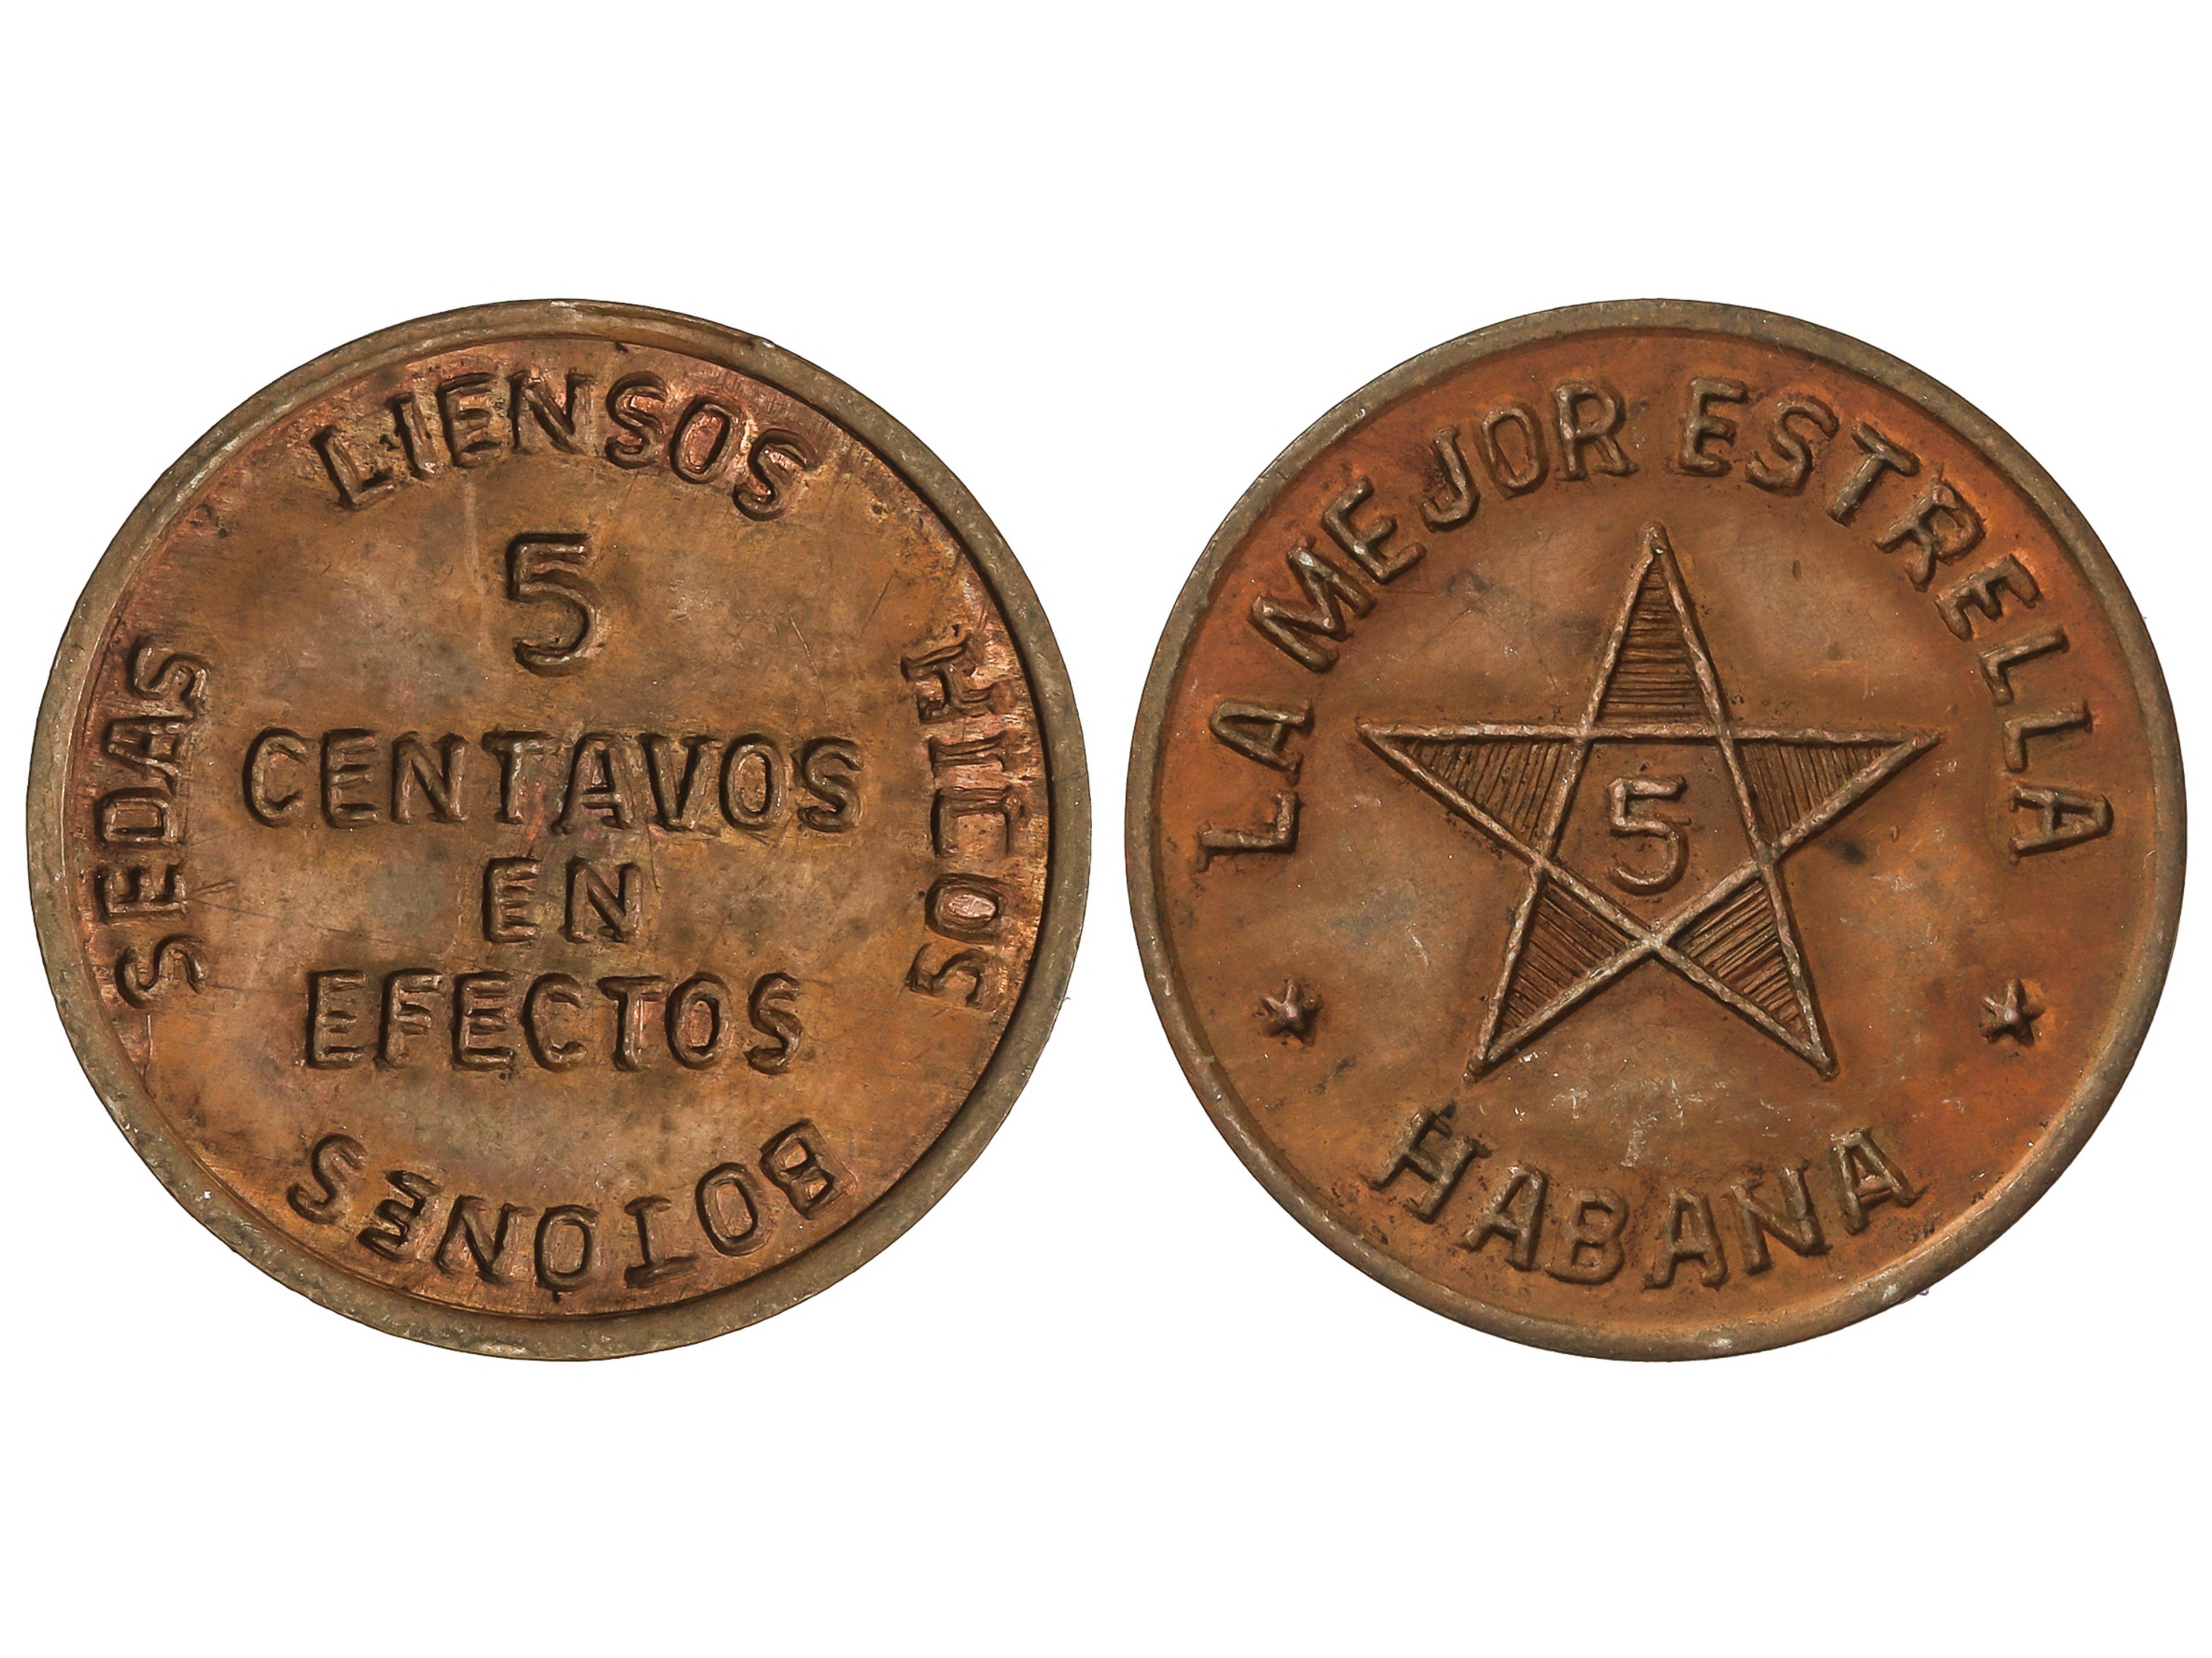 LIENSOS
HILOS
BOTONES
SEDAS
5
CENTAVOS
EN
EFECTOS
LA MEJOR ESTRELLA
5
HABANA